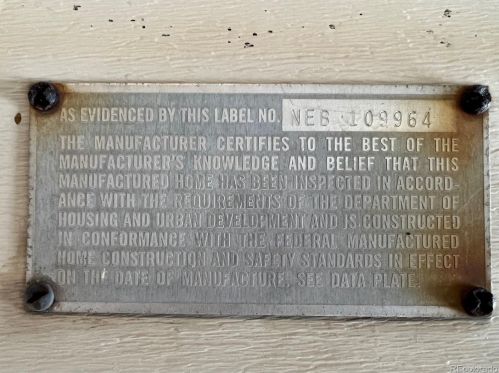 AS EVIDENCED BY THIS LABEL NO. NEB 109964
THE MANUFACTURER CERTIFIES TO THE BEST OF THE
MANUFACTURER'S KNOWLEDGE AND BELIEF THAT THIS
MANUFACTURED HOME HAS BEEN INSPECTED IN ACCORD-
ANCE WITH THE REQUIREMENTS OF THE DEPARTMENT OF
HOUSING AND URBAN DEVELOPMENT AND IS CONSTRUCTED
IN CONFORMANCE WITH THE FEDERAL MANUFACTURED
HOME CONSTRUCTION AND SAFETY STANDARDS IN EFFECT
ON THE DATE OF MANUFACTURE. SEE DATA PLATE.
REcolorado